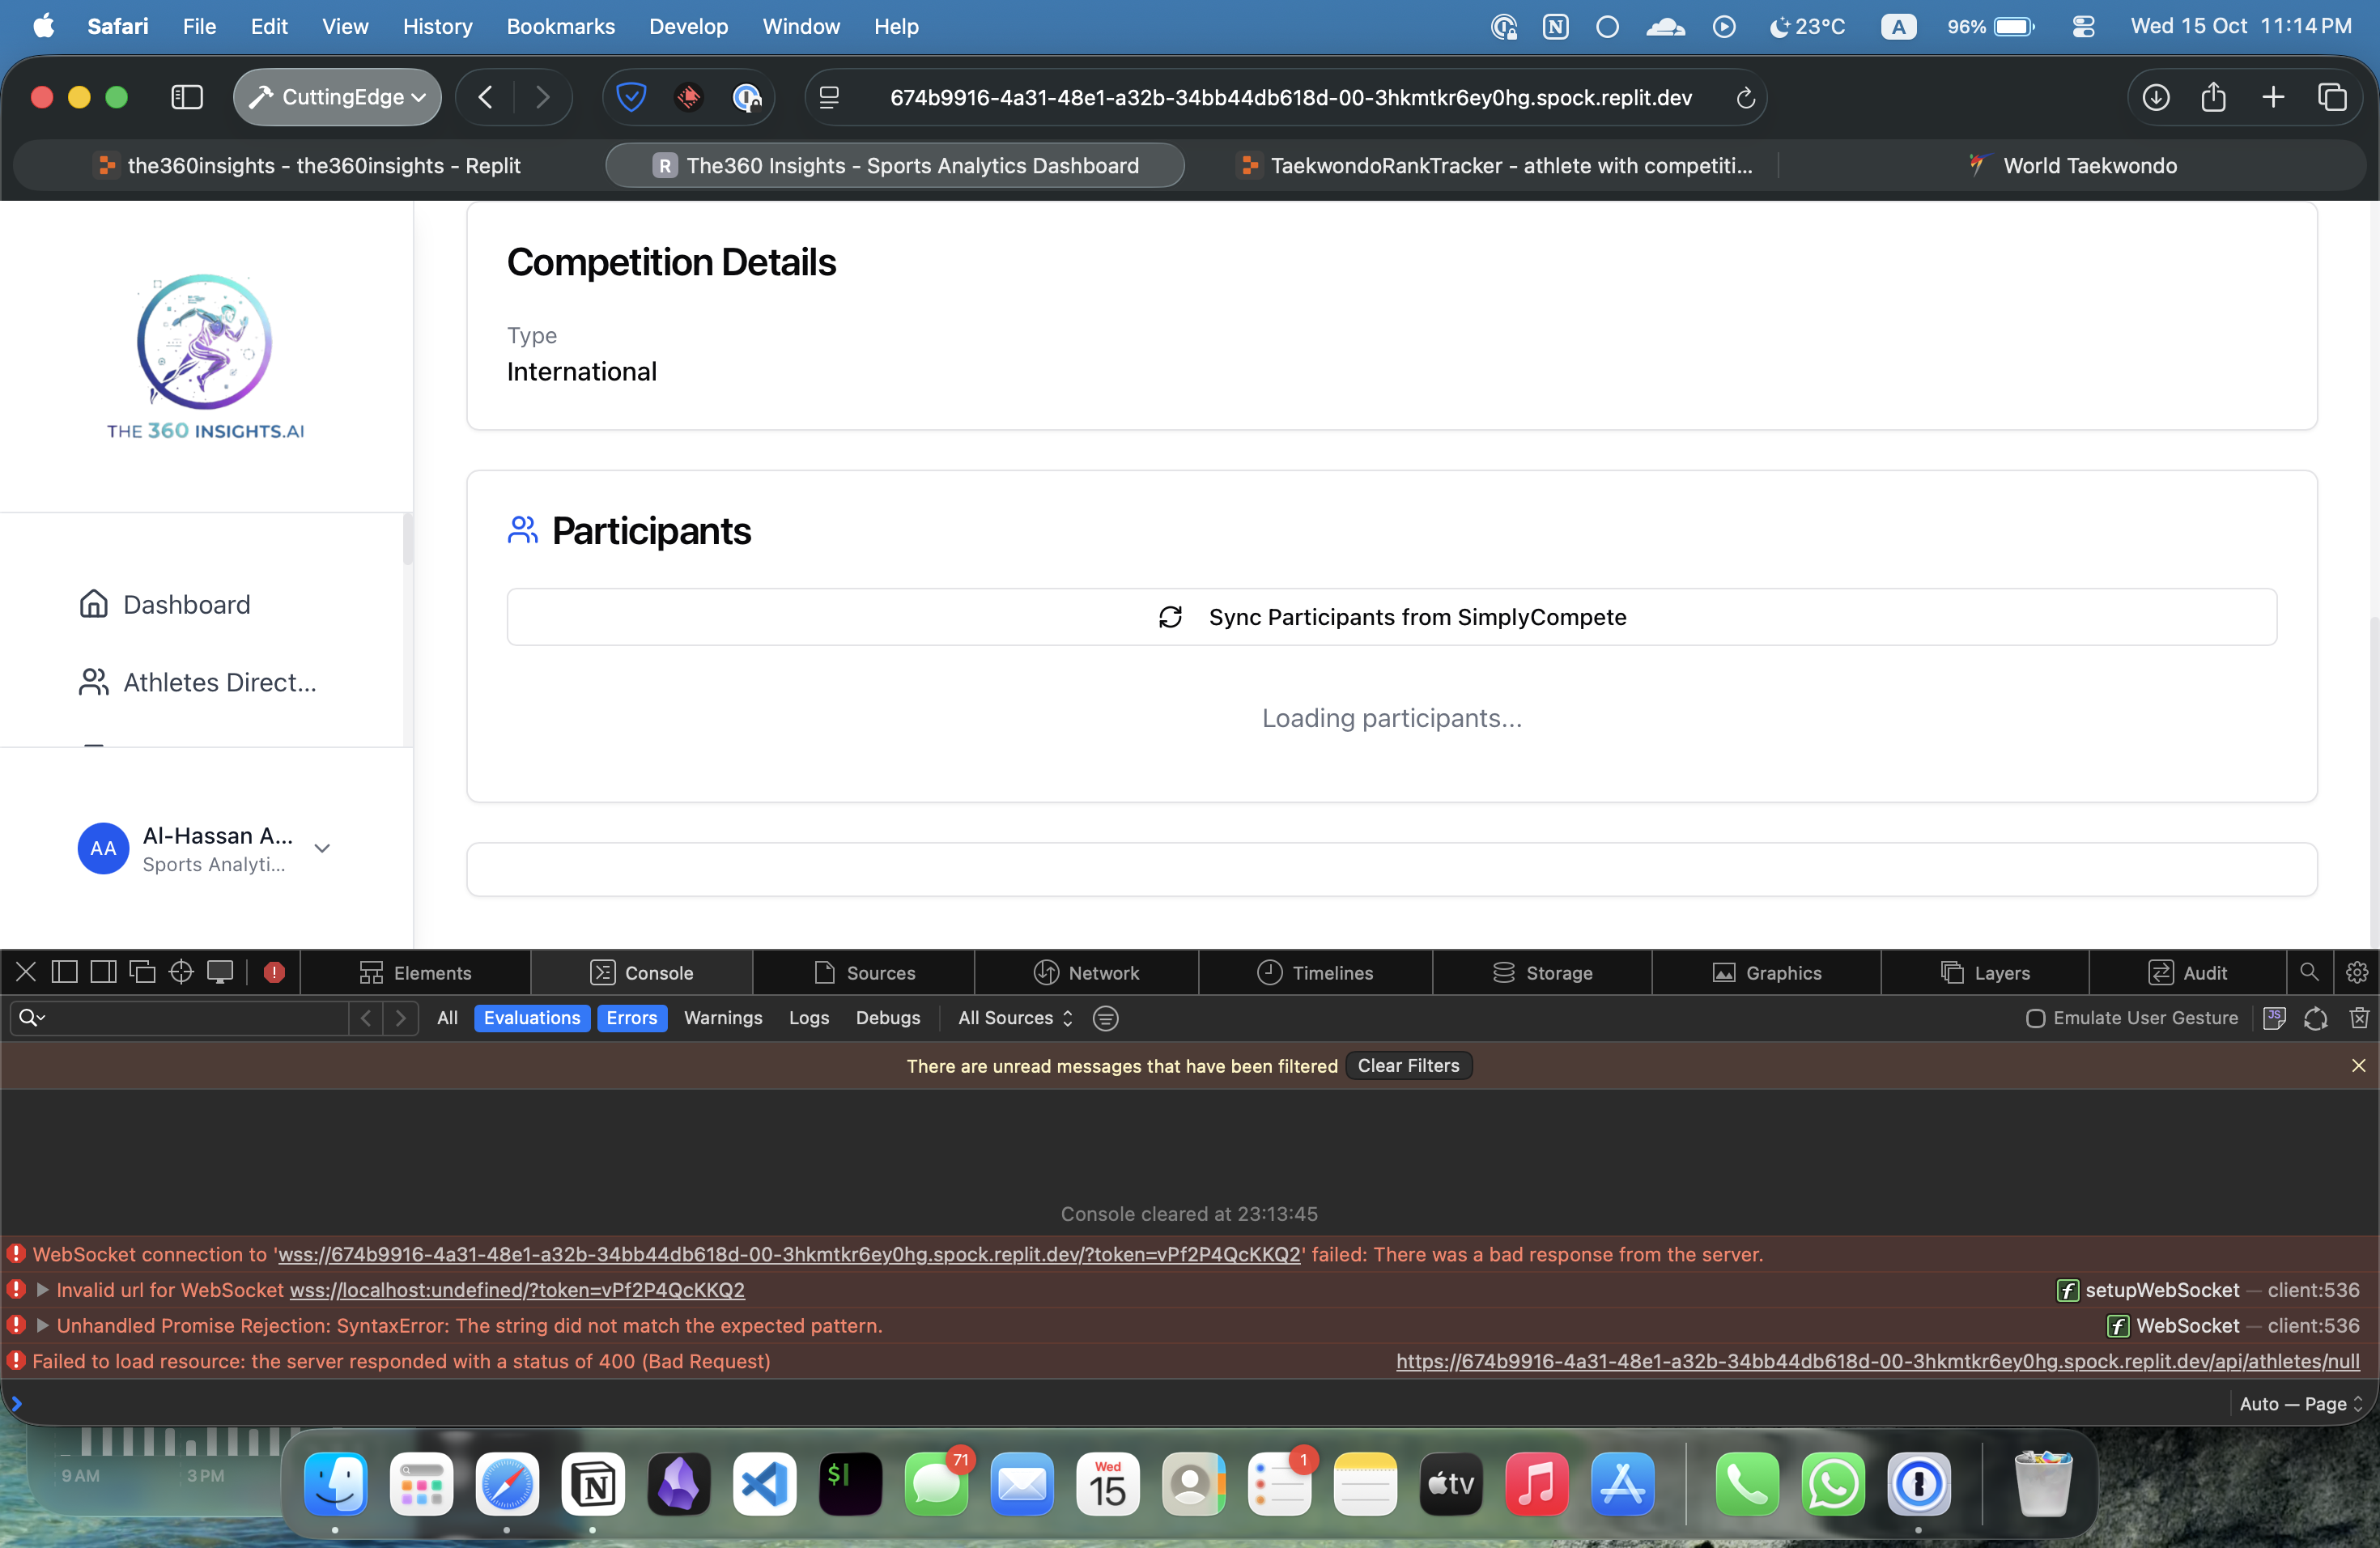 Safari File Edit View History Bookmarks Develop Window Help N 23°C A 96% Wed 15 Oct 11:14 PM
CuttingEdge 674b9916-4a31-48e1-a32b-34bb44db618d-00-3hkmtkr6ey0hg.spock.replit.dev
the360insights - the360insights - Replit R The360 Insights - Sports Analytics Dashboard TaekwondoRankTracker - athlete with competiti... World Taekwondo
THE 360 INSIGHTS.AI
Dashboard
Athletes Direct...
AA Al-Hassan A...
Sports Analyti...
Competition Details
Type
International
Participants
Sync Participants from SimplyCompete
Loading participants...
Elements Console Sources Network Timelines Storage Graphics Layers Audit
All Evaluations Errors Warnings Logs Debugs All Sources Emulate User Gesture JS
There are unread messages that have been filtered Clear Filters
Console cleared at 23:13:45
WebSocket connection to 'wss://674b9916-4a31-48e1-a32b-34bb44db618d-00-3hkmtkr6ey0hg.spock.replit.dev/?token=vPf2P4QcKKQ2' failed: There was a bad response from the server.
Invalid url for WebSocket wss://localhost:undefined/?token=vPf2P4QcKKQ2 f setupWebSocket — client:536
Unhandled Promise Rejection: SyntaxError: The string did not match the expected pattern. f WebSocket — client:536
Failed to load resource: the server responded with a status of 400 (Bad Request) https://674b9916-4a31-48e1-a32b-34bb44db618d-00-3hkmtkr6ey0hg.spock.replit.dev/api/athletes/null
Auto — Page
9 AM 3 PM
N $ 71 Wed 15 1 tv